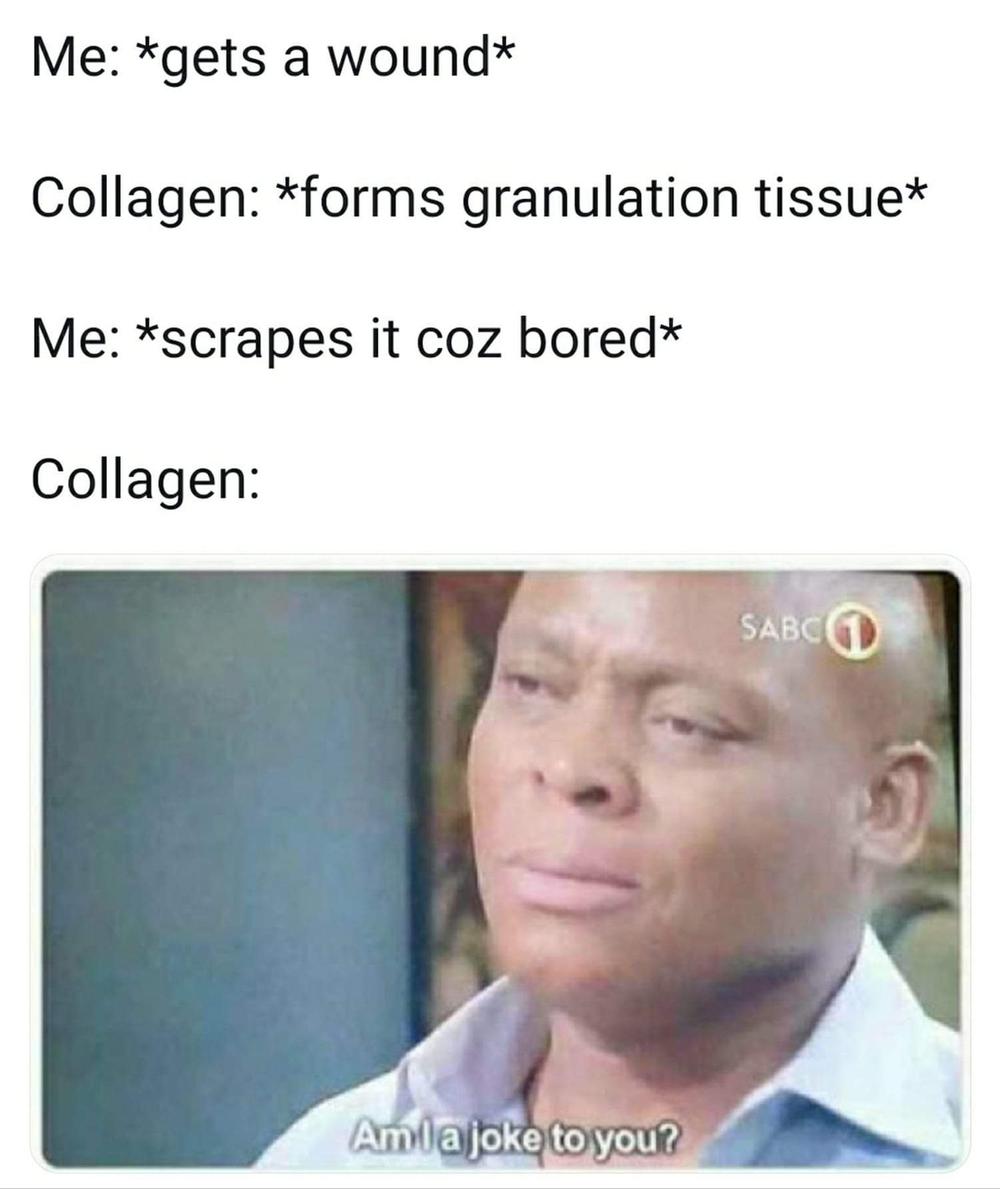 Me: *gets a wound*
Collagen: *forms granulation tissue*
Me: *scrapes it coz bored*
Collagen:
SABC 1
Am I a joke to you?